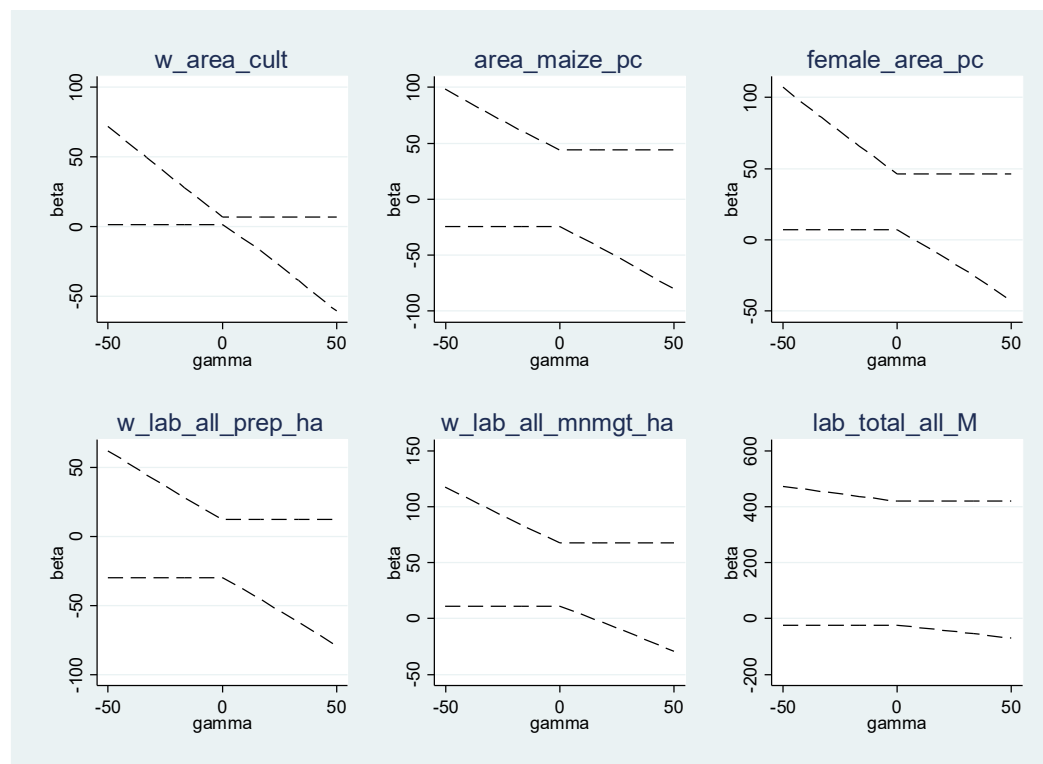 w_area_cult
beta
100
50
0
-50
-50 0 50
gamma
area_maize_pc
beta
100
50
0
-50
-100
-50 0 50
gamma
female_area_pc
beta
100
50
0
-50
-50 0 50
gamma
w_lab_all_prep_ha
beta
50
0
-50
-100
-50 0 50
gamma
w_lab_all_mnmgt_ha
beta
150
100
50
0
-50
-50 0 50
gamma
lab_total_all_M
beta
600
400
200
0
-200
-50 0 50
gamma